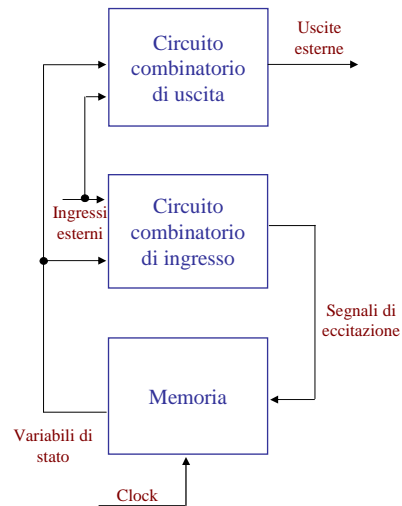 Circuito
combinatorio
di uscita
Uscite
esterne
Ingressi
esterni
Circuito
combinatorio
di ingresso
Segnali di
eccitazione
Memoria
Variabili di
stato
Clock